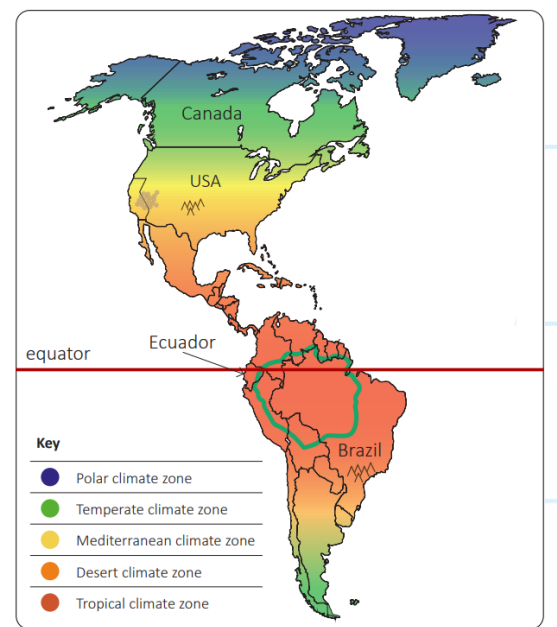 Canada
USA
Ecuador
equator
Brazil
Key
Polar climate zone
Temperate climate zone
Mediterranean climate zone
Desert climate zone
Tropical climate zone